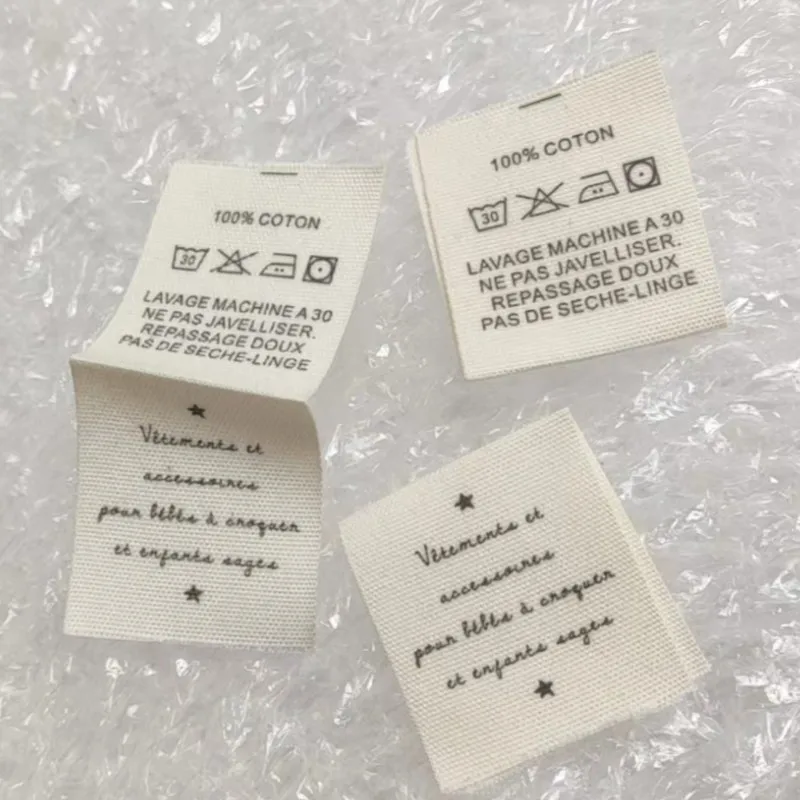 100% COTON
30
LAVAGE MACHINE A 30
NE PAS JAVELLISER.
REPASSAGE DOUX
PAS DE SECHE-LINGE
Vêtements et
accessoires
pour bébés à croquer
et enfants sages
100% COTON
30
LAVAGE MACHINE A 30
NE PAS JAVELLISER.
REPASSAGE DOUX
PAS DE SECHE-LINGE
Vêtements et
accessoires
pour bébés à croquer
et enfants sages